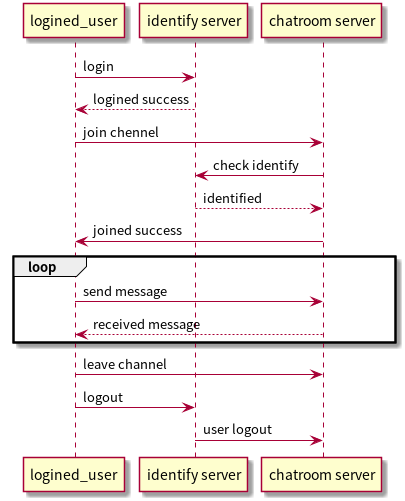 logined_user identify server chatroom server
login
logined success
join chennel
check identify
identified
joined success
loop
send message
received message
leave channel
logout
user logout
logined_user identify server chatroom server